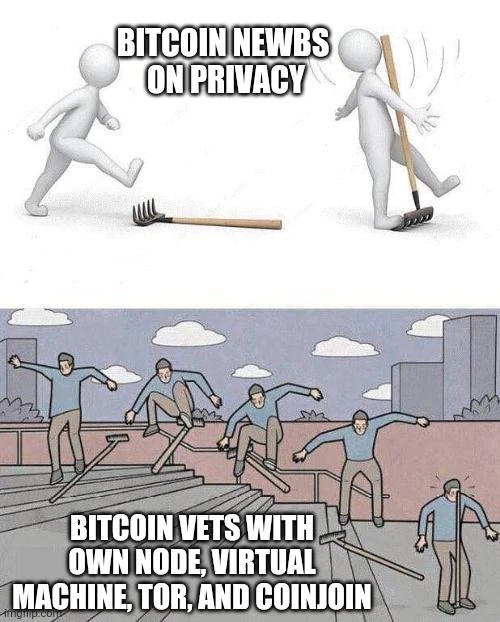 BITCOIN NEWBS
ON PRIVACY
BITCOIN VETS WITH
OWN NODE, VIRTUAL
MACHINE, TOR, AND COINJOIN
imgflip.com